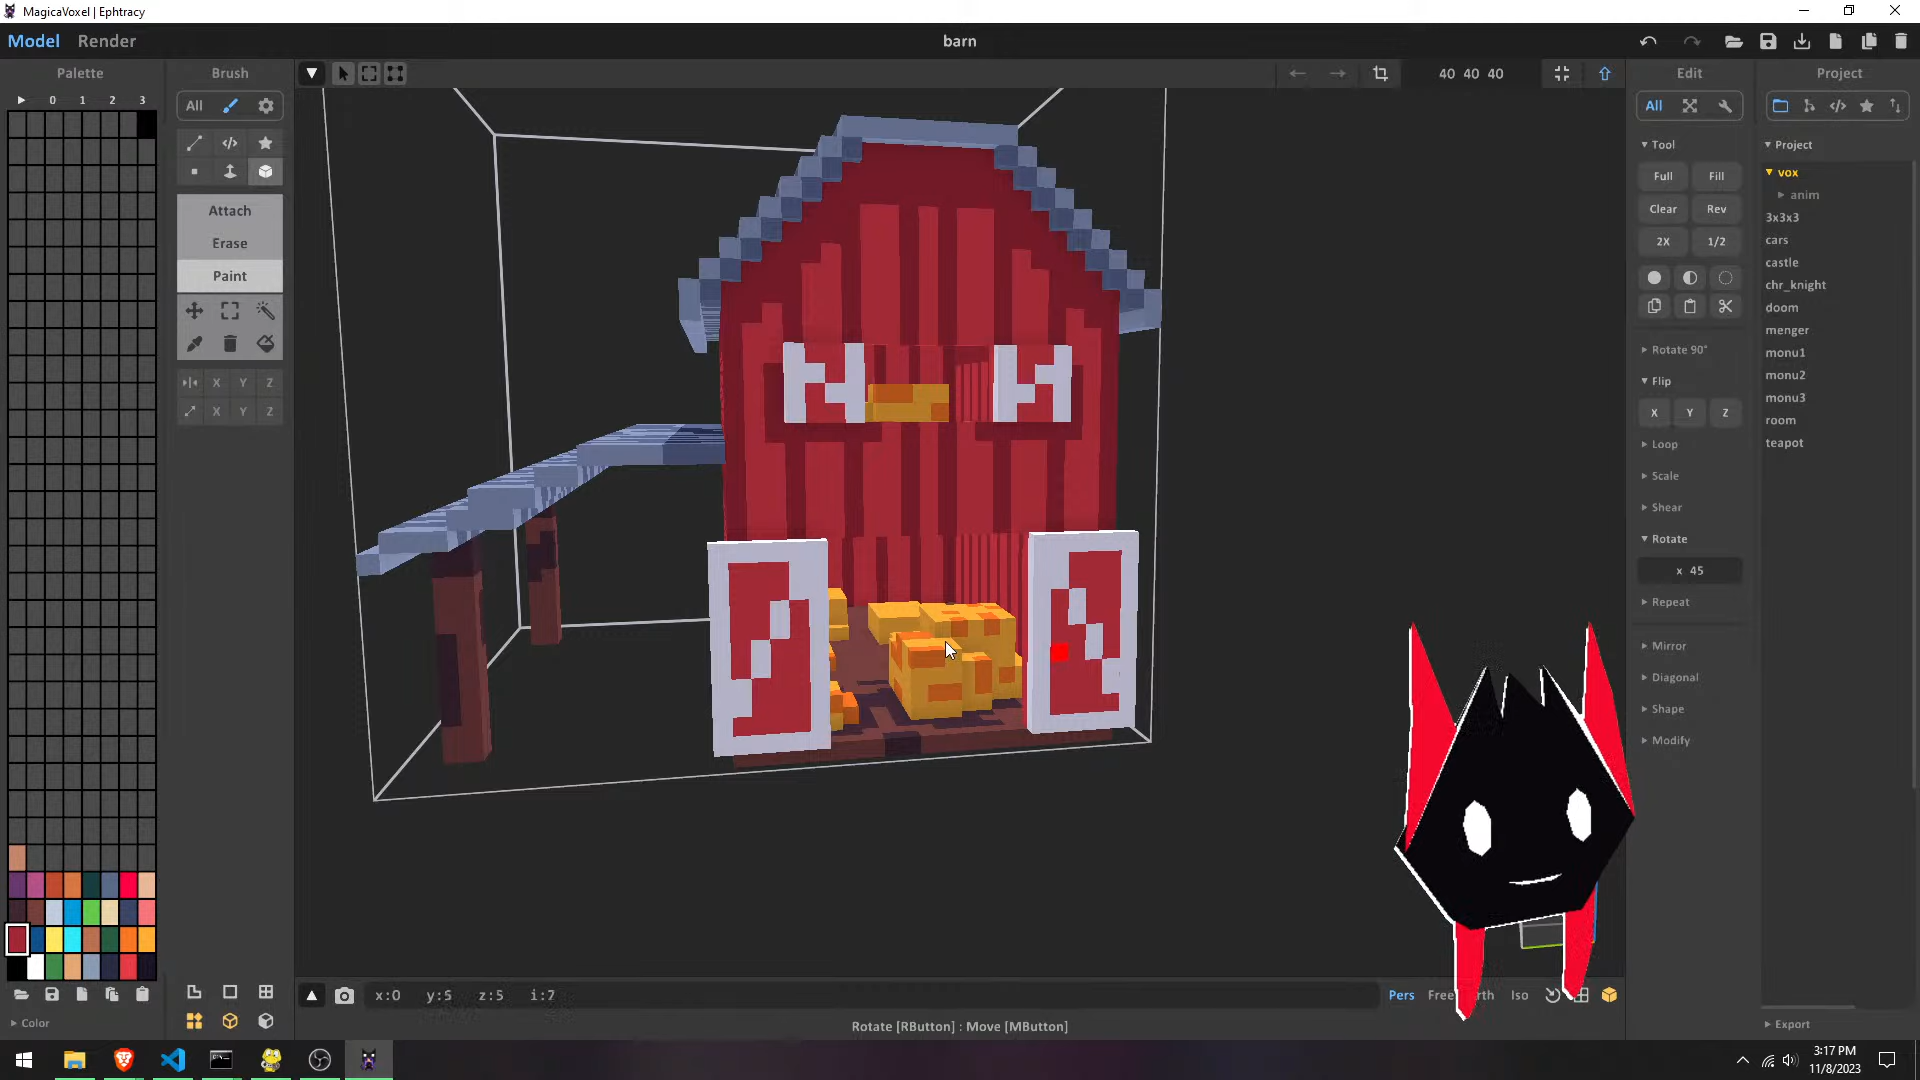 MagicaVoxel | Ephtracy
Model Render
barn
Palette
Brush
40 40 40
Edit
Project
0 1 2 3
All
All
Tool
Project
Full Fill
vox
anim
Clear Rev
3x3x3
2X 1/2
cars
castle
chr_knight
doom
menger
monu1
monu2
monu3
room
teapot
Attach
Erase
Paint
X Y Z
X Y Z
Rotate 90°
Flip
X Y Z
Loop
Scale
Shear
Rotate
x 45
Repeat
Mirror
Diagonal
Shape
Modify
x:0 y:5 z:5 i:7
Pers Free rth Iso
Color
Rotate [RButton] : Move [MButton]
Export
3:17 PM
11/8/2023